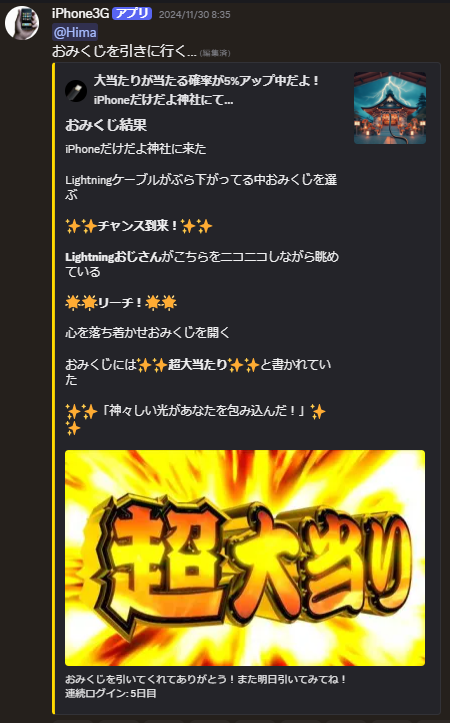 iPhone3G アプリ 2024/11/30 8:35
@Hima
おみくじを引きに行く... (編集済)
大当たりが当たる確率が5%アップ中だよ！
iPhoneだけだよ神社にて...
おみくじ結果
iPhoneだけだよ神社に来た
Lightningケーブルがぶら下がってる中おみくじを選
ぶ
✨✨チャンス到来！✨✨
Lightningおじさんがこちらをニコニコしながら眺め
ている
🌟🌟リーチ！🌟🌟
心を落ち着かせおみくじを開く
おみくじには✨✨超大当たり✨✨と書かれてい
た
✨✨「神々しい光があなたを包み込んだ！」✨
✨
超大当り
おみくじを引いてくれてありがとう！また明日引いてみてね！
連続ログイン: 5日目